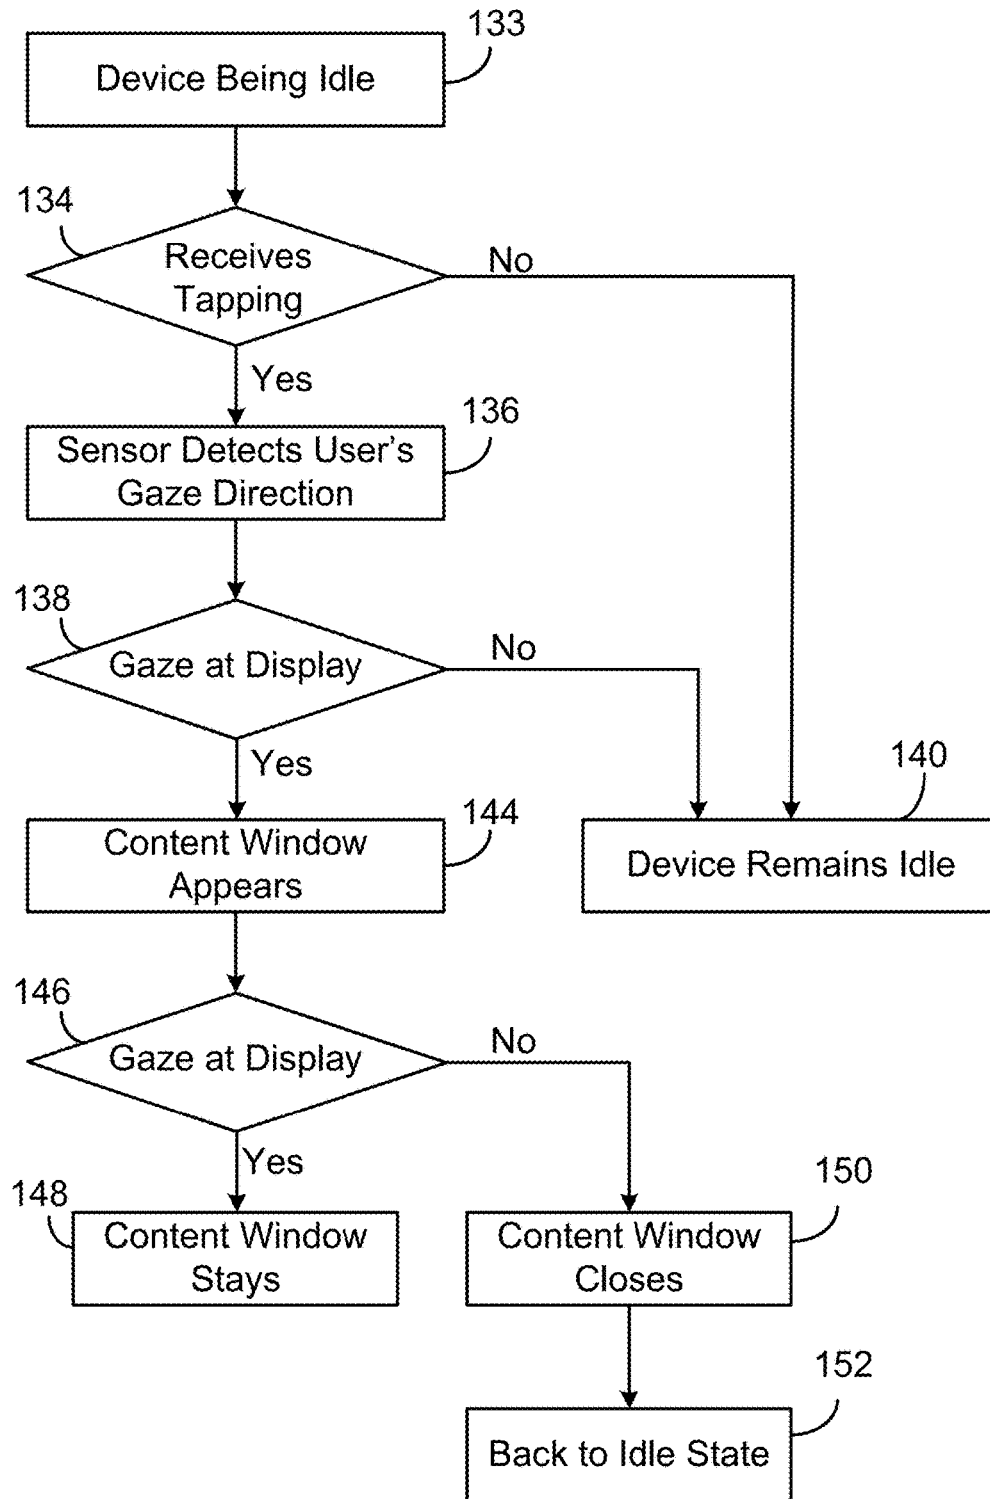 133
Device Being Idle
134
Receives
Tapping
No
Yes
136
Sensor Detects User's
Gaze Direction
138
Gaze at Display
No
Yes
140
144
Content Window
Appears
Device Remains Idle
146
Gaze at Display
No
Yes
148
150
Content Window
Stays
Content Window
Closes
152
Back to Idle State